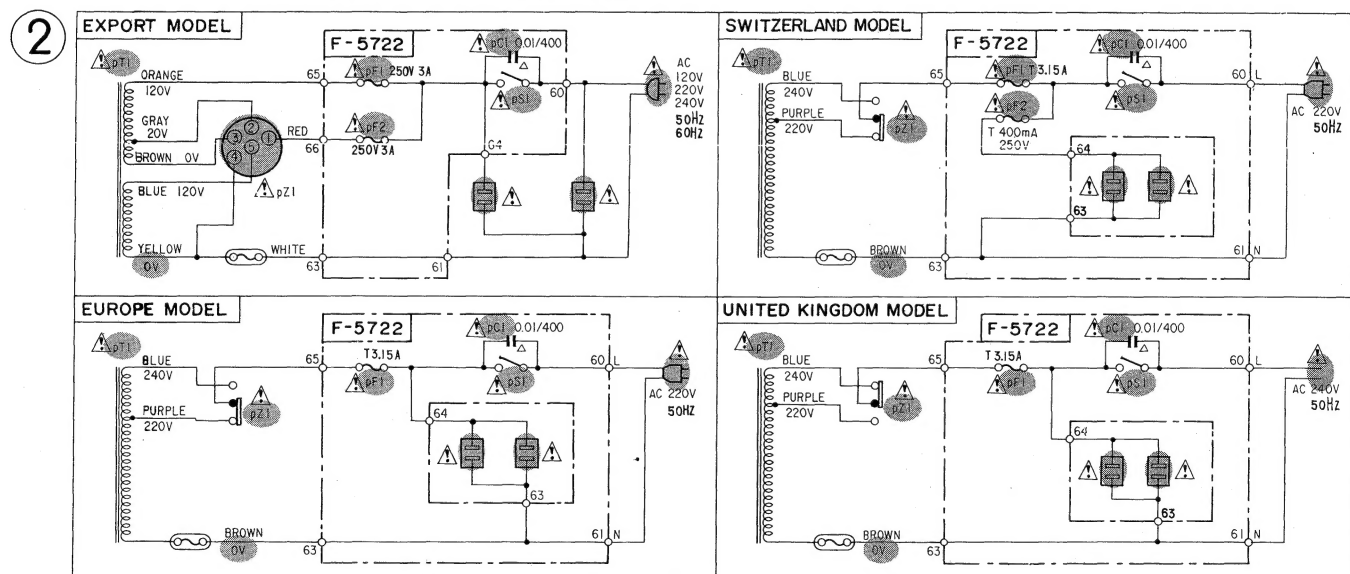 2
EXPORT MODEL
F-5722
pT1
ORANGE
120V
GRAY
20V
BROWN 0V
BLUE 120V
YELLOW
0V
2
3
1
4
5
RED
pZ1
WHITE
65
66
63
pF1 250V 3A
pF2
250V 3A
pC1 0.01/400
pS1
60
64
61
AC
120V
220V
240V
50Hz
60Hz
SWITZERLAND MODEL
F-5722
pT1
BLUE
240V
PURPLE
220V
pZ1
BROWN
0V
65
63
pF1 T3.15A
pF2
T 400mA
250V
pC1 0.01/400
pS1
64
63
60 L
61 N
AC 220V
50HZ
EUROPE MODEL
F-5722
pT1
BLUE
240V
PURPLE
220V
pZ1
BROWN
0V
65
63
T3.15A
pF1
pC1 0.01/400
pS1
64
63
60 L
61 N
AC 220V
50HZ
UNITED KINGDOM MODEL
F-5722
pT1
BLUE
240V
PURPLE
220V
pZ1
BROWN
0V
65
63
T3.15A
pF1
pC1 0.01/400
pS1
64
63
60 L
61 N
AC 240V
50HZ